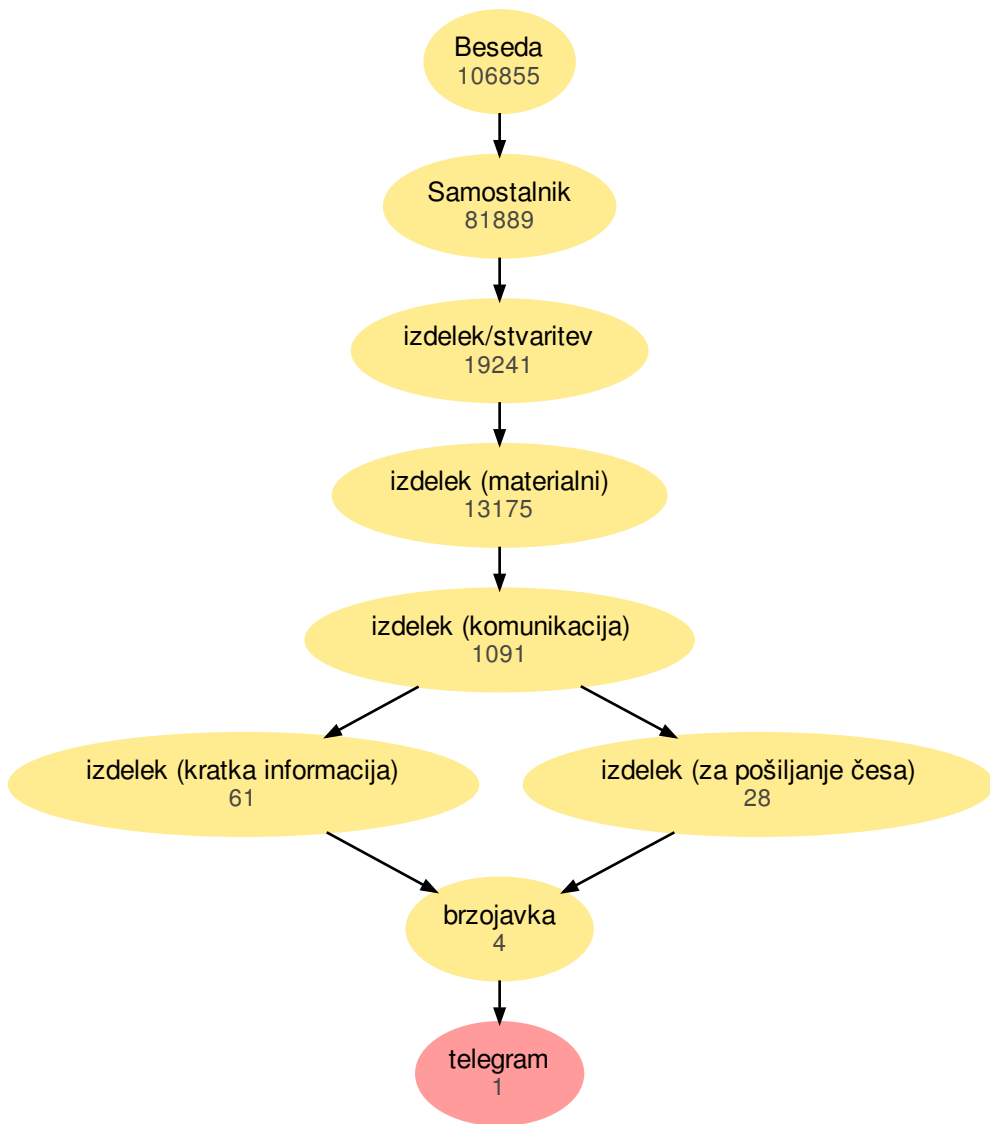 Beseda
106855
Samostalnik
81889
izdelek/stvaritev
19241
izdelek (materialni)
13175
izdelek (komunikacija)
1091
izdelek (kratka informacija)
61
izdelek (za pošiljanje česa)
28
brzojavka
4
telegram
1